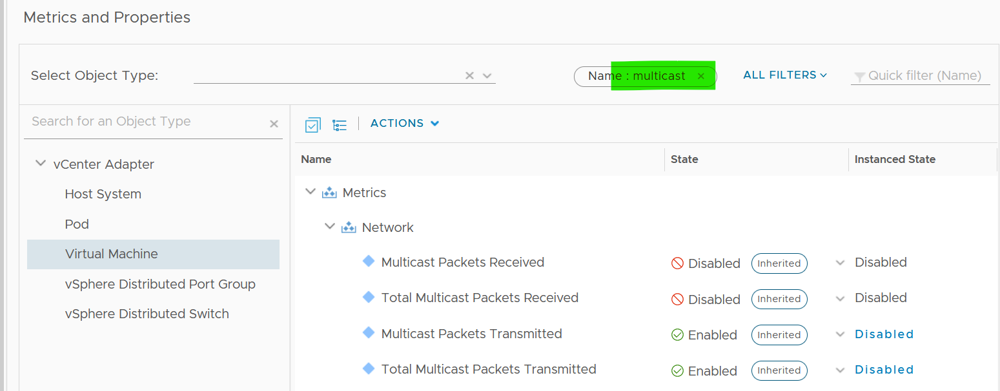 Metrics and Properties
Select Object Type:
Name : multicast
ALL FILTERS
Quick filter (Name)
Search for an Object Type
ACTIONS
vCenter Adapter
Host System
Pod
Virtual Machine
vSphere Distributed Port Group
vSphere Distributed Switch
Name State Instanced State
Metrics
Network
Multicast Packets Received Disabled Inherited Disabled
Total Multicast Packets Received Disabled Inherited Disabled
Multicast Packets Transmitted Enabled Inherited Disabled
Total Multicast Packets Transmitted Enabled Inherited Disabled